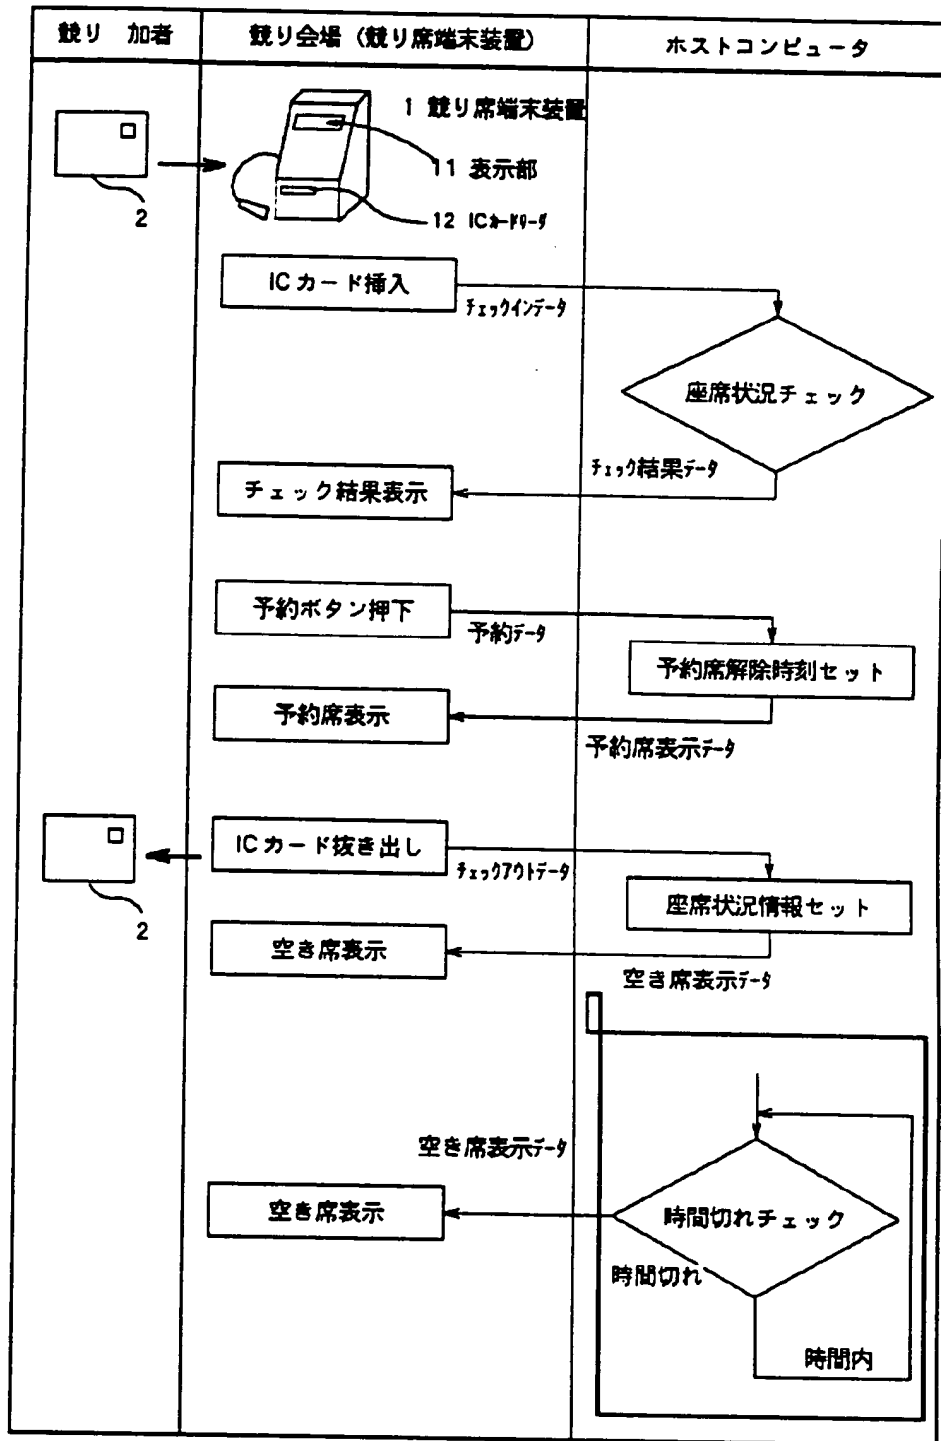 競り 加者
競り会場(競り席端末装置)
ホストコンピュータ
1 競り席端末装置
11 表示部
2
12 ICカードリーダ
ICカード挿入
チェックインデータ
座席状況チェック
チェック結果データ
チェック結果表示
予約ボタン押下
予約データ
予約席解除時刻セット
予約席表示
予約席表示データ
ICカード抜き出し
チェックアウトデータ
座席状況情報セット
2
空き席表示
空き席表示データ
空き席表示データ
空き席表示
時間切れチェック
時間切れ
時間内